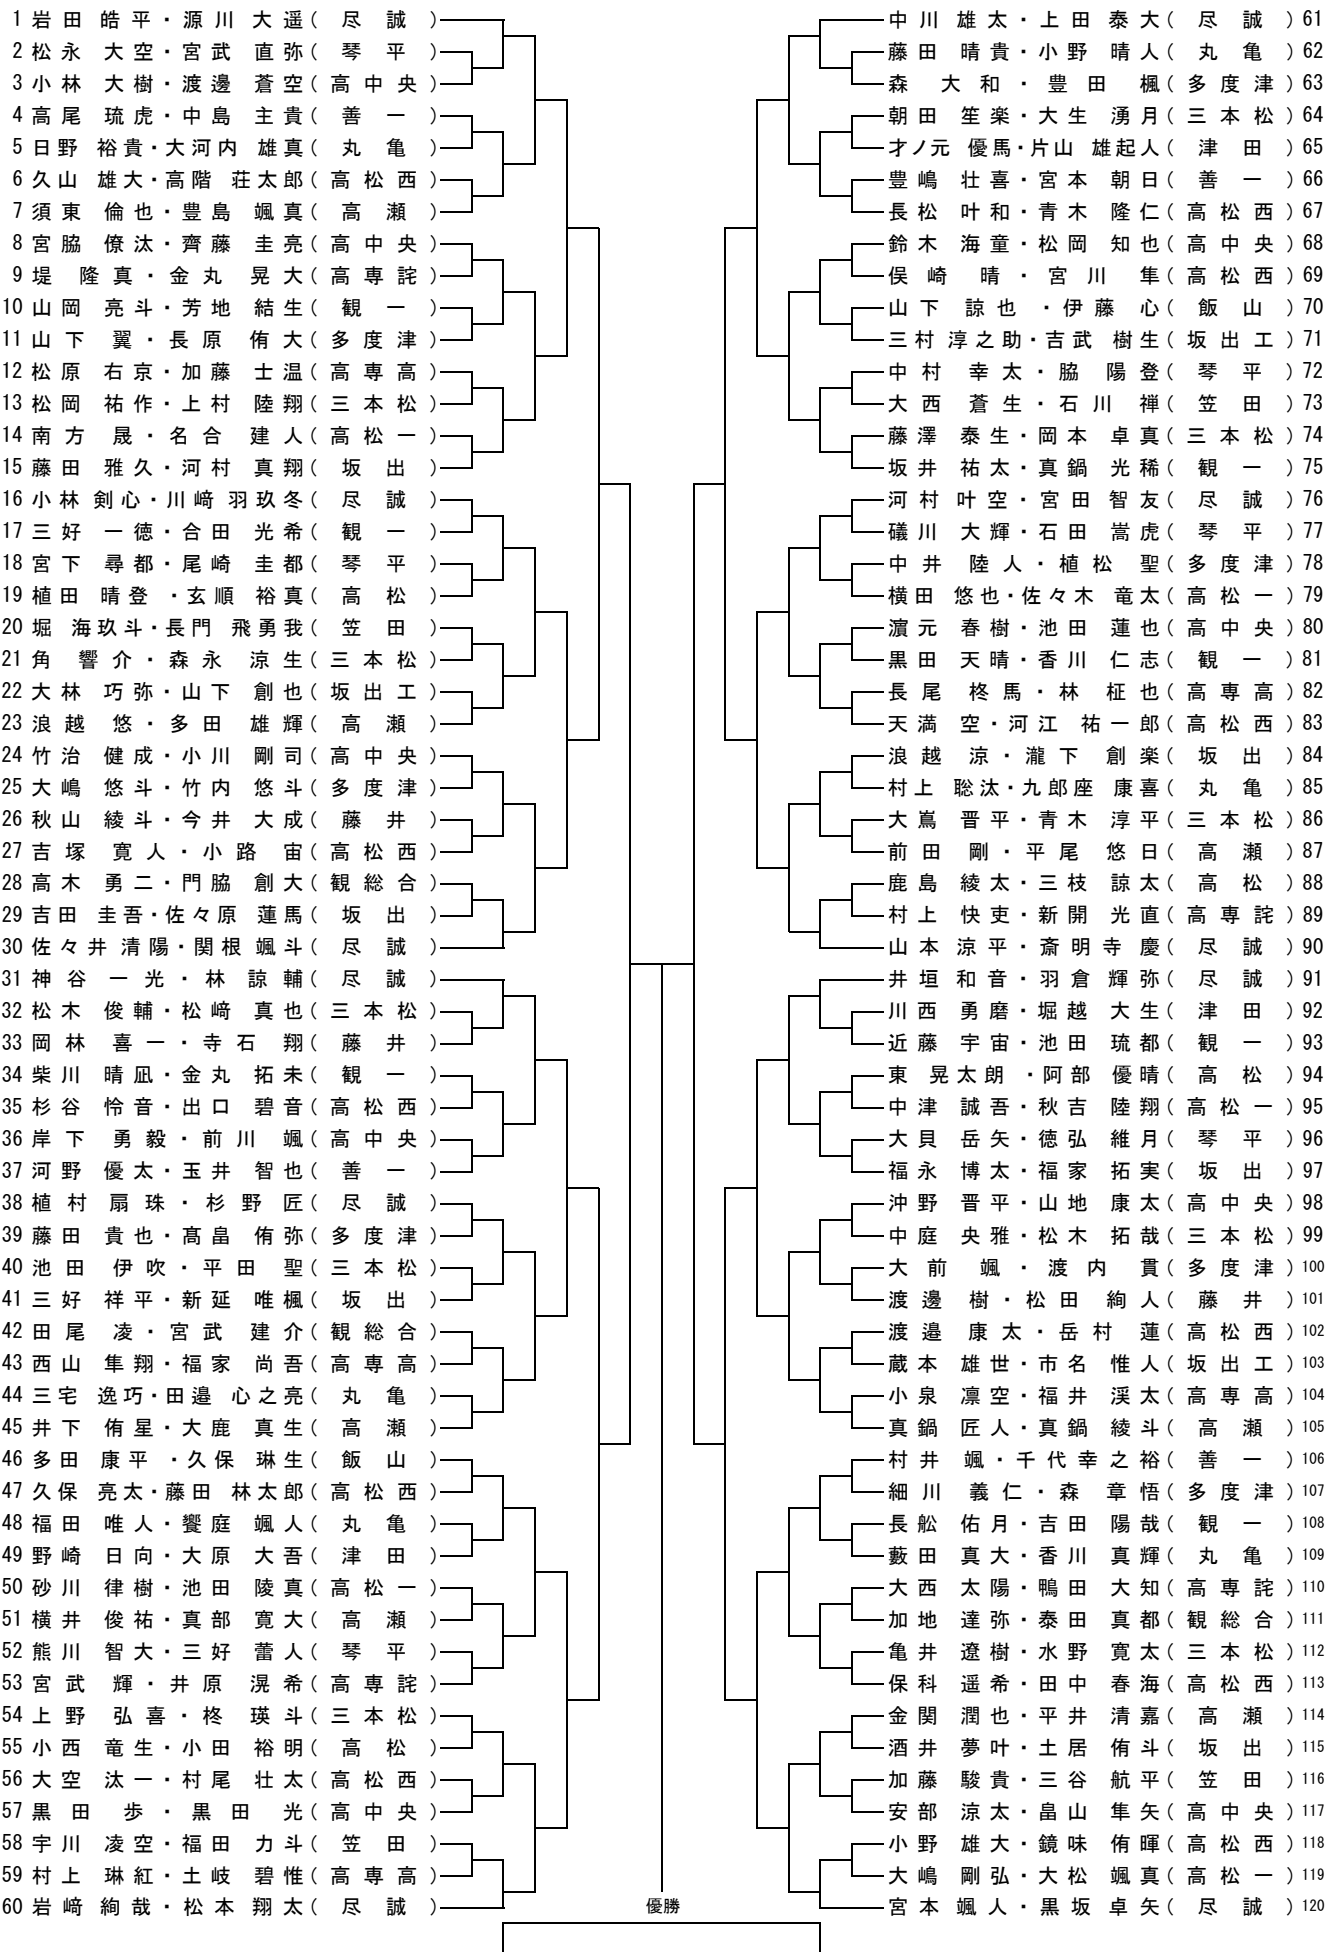 1 岩田 皓平・源川 大遥 ( 尽 誠 )
2 松永 大空・宮武 直弥 ( 琴 平 )
3 小林 大樹・渡邊 蒼空 ( 高中央 )
4 高尾 琉虎・中島 主貴 ( 善 一 )
5 日野 裕貴・大河内 雄真 ( 丸 亀 )
6 久山 雄大・高階 荘太郎 ( 高松西 )
7 須東 倫也・豊島 颯真 ( 高 瀬 )
8 宮脇 僚汰・齊藤 圭亮 ( 高中央 )
9 堤 隆真・金丸 晃大 ( 高専詫 )
10 山岡 亮斗・芳地 結生 ( 観 一 )
11 山下 翼・長原 侑大 ( 多度津 )
12 松原 右京・加藤 士温 ( 高専高 )
13 松岡 祐作・上村 陸翔 ( 三本松 )
14 南方 晟・名合 建人 ( 高松一 )
15 藤田 雅久・河村 真翔 ( 坂 出 )
16 小林 剣心・川﨑 羽玖冬 ( 尽 誠 )
17 三好 一徳・合田 光希 ( 観 一 )
18 宮下 尋都・尾崎 圭都 ( 琴 平 )
19 植田 晴登 ・玄順 裕真 ( 高 松 )
20 堀 海玖斗・長門 飛勇我 ( 笠 田 )
21 角 響介・森永 涼生 ( 三本松 )
22 大林 巧弥・山下 創也 ( 坂出工 )
23 浪越 悠・多田 雄輝 ( 高 瀬 )
24 竹治 健成・小川 剛司 ( 高中央 )
25 大嶋 悠斗・竹内 悠斗 ( 多度津 )
26 秋山 綾斗・今井 大成 ( 藤 井 )
27 吉塚 寛人・小路 宙 ( 高松西 )
28 高木 勇二・門脇 創大 ( 観総合 )
29 吉田 圭吾・佐々原 蓮馬 ( 坂 出 )
30 佐々井 清陽・関根 颯斗 ( 尽 誠 )
31 神谷 一光・林 諒輔 ( 尽 誠 )
32 松木 俊輔・松﨑 真也 ( 三本松 )
33 岡林 喜一・寺石 翔 ( 藤 井 )
34 柴川 晴凪・金丸 拓未 ( 観 一 )
35 杉谷 怜音・出口 碧音 ( 高松西 )
36 岸下 勇毅・前川 颯 ( 高中央 )
37 河野 優太・玉井 智也 ( 善 一 )
38 植村 扇珠・杉野 匠 ( 尽 誠 )
39 藤田 貴也・髙畠 侑弥 ( 多度津 )
40 池田 伊吹・平田 聖 ( 三本松 )
41 三好 祥平・新延 唯楓 ( 坂 出 )
42 田尾 凌・宮武 建介 ( 観総合 )
43 西山 隼翔・福家 尚吾 ( 高専高 )
44 三宅 逸巧・田邉 心之亮 ( 丸 亀 )
45 井下 侑星・大鹿 真生 ( 高 瀬 )
46 多田 康平 ・久保 琳生 ( 飯 山 )
47 久保 亮太・藤田 林太郎 ( 高松西 )
48 福田 唯人・饗庭 颯人 ( 丸 亀 )
49 野崎 日向・大原 大吾 ( 津 田 )
50 砂川 律樹・池田 陵真 ( 高松一 )
51 横井 俊祐・真部 寛大 ( 高 瀬 )
52 熊川 智大・三好 蕾人 ( 琴 平 )
53 宮武 輝・井原 滉希 ( 高専詫 )
54 上野 弘喜・柊 瑛斗 ( 三本松 )
55 小西 竜生・小田 裕明 ( 高 松 )
56 大空 汰一・村尾 壮太 ( 高松西 )
57 黒田 歩・黒田 光 ( 高中央 )
58 宇川 凌空・福田 力斗 ( 笠 田 )
59 村上 琳紅・土岐 碧惟 ( 高専高 )
60 岩﨑 絢哉・松本 翔太 ( 尽 誠 )
優勝
中川 雄太・上田 泰大 ( 尽 誠 ) 61
藤田 晴貴・小野 晴人 ( 丸 亀 ) 62
森 大和・豊田 楓 ( 多度津 ) 63
朝田 笙楽・大生 湧月 ( 三本松 ) 64
才ノ元 優馬・片山 雄起人 ( 津 田 ) 65
豊嶋 壮喜・宮本 朝日 ( 善 一 ) 66
長松 叶和・青木 隆仁 ( 高松西 ) 67
鈴木 海童・松岡 知也 ( 高中央 ) 68
俣崎 晴・宮川 隼 ( 高松西 ) 69
山下 諒也 ・伊藤 心 ( 飯 山 ) 70
三村 淳之助・吉武 樹生 ( 坂出工 ) 71
中村 幸太・脇 陽登 ( 琴 平 ) 72
大西 蒼生・石川 禅 ( 笠 田 ) 73
藤澤 泰生・岡本 卓真 ( 三本松 ) 74
坂井 祐太・真鍋 光稀 ( 観 一 ) 75
河村 叶空・宮田 智友 ( 尽 誠 ) 76
礒川 大輝・石田 嵩虎 ( 琴 平 ) 77
中井 陸人・植松 聖 ( 多度津 ) 78
横田 悠也・佐々木 竜太 ( 高松一 ) 79
濵元 春樹・池田 蓮也 ( 高中央 ) 80
黒田 天晴・香川 仁志 ( 観 一 ) 81
長尾 柊馬・林 柾也 ( 高専高 ) 82
天満 空・河江 祐一郎 ( 高松西 ) 83
浪越 涼・瀧下 創楽 ( 坂 出 ) 84
村上 聡汰・九郎座 康喜 ( 丸 亀 ) 85
大嶌 晋平・青木 淳平 ( 三本松 ) 86
前田 剛・平尾 悠日 ( 高 瀬 ) 87
鹿島 綾太・三枝 諒太 ( 高 松 ) 88
村上 快吏・新開 光直 ( 高専詫 ) 89
山本 涼平・斎明寺 慶 ( 尽 誠 ) 90
井垣 和音・羽倉 輝弥 ( 尽 誠 ) 91
川西 勇磨・堀越 大生 ( 津 田 ) 92
近藤 宇宙・池田 琉都 ( 観 一 ) 93
東 晃太朗 ・阿部 優晴 ( 高 松 ) 94
中津 誠吾・秋吉 陸翔 ( 高松一 ) 95
大貝 岳矢・徳弘 維月 ( 琴 平 ) 96
福永 博太・福家 拓実 ( 坂 出 ) 97
沖野 晋平・山地 康太 ( 高中央 ) 98
中庭 央雅・松木 拓哉 ( 三本松 ) 99
大前 颯・渡内 貫 ( 多度津 ) 100
渡邊 樹・松田 絢人 ( 藤 井 ) 101
渡邉 康太・岳村 蓮 ( 高松西 ) 102
蔵本 雄世・市名 惟人 ( 坂出工 ) 103
小泉 凛空・福井 渓太 ( 高専高 ) 104
真鍋 匠人・真鍋 綾斗 ( 高 瀬 ) 105
村井 颯・千代 幸之裕 ( 善 一 ) 106
細川 義仁・森 章悟 ( 多度津 ) 107
長舩 佑月・吉田 陽哉 ( 観 一 ) 108
藪田 真大・香川 真輝 ( 丸 亀 ) 109
大西 太陽・鴨田 大知 ( 高専詫 ) 110
加地 達弥・泰田 真都 ( 観総合 ) 111
亀井 遼樹・水野 寛太 ( 三本松 ) 112
保科 遥希・田中 春海 ( 高松西 ) 113
金関 潤也・平井 清嘉 ( 高 瀬 ) 114
酒井 夢叶・土居 侑斗 ( 坂 出 ) 115
加藤 駿貴・三谷 航平 ( 笠 田 ) 116
安部 涼太・畠山 隼矢 ( 高中央 ) 117
小野 雄大・鏡味 侑暉 ( 高松西 ) 118
大嶋 剛弘・大松 颯真 ( 高松一 ) 119
宮本 颯人・黒坂 卓矢 ( 尽 誠 ) 120